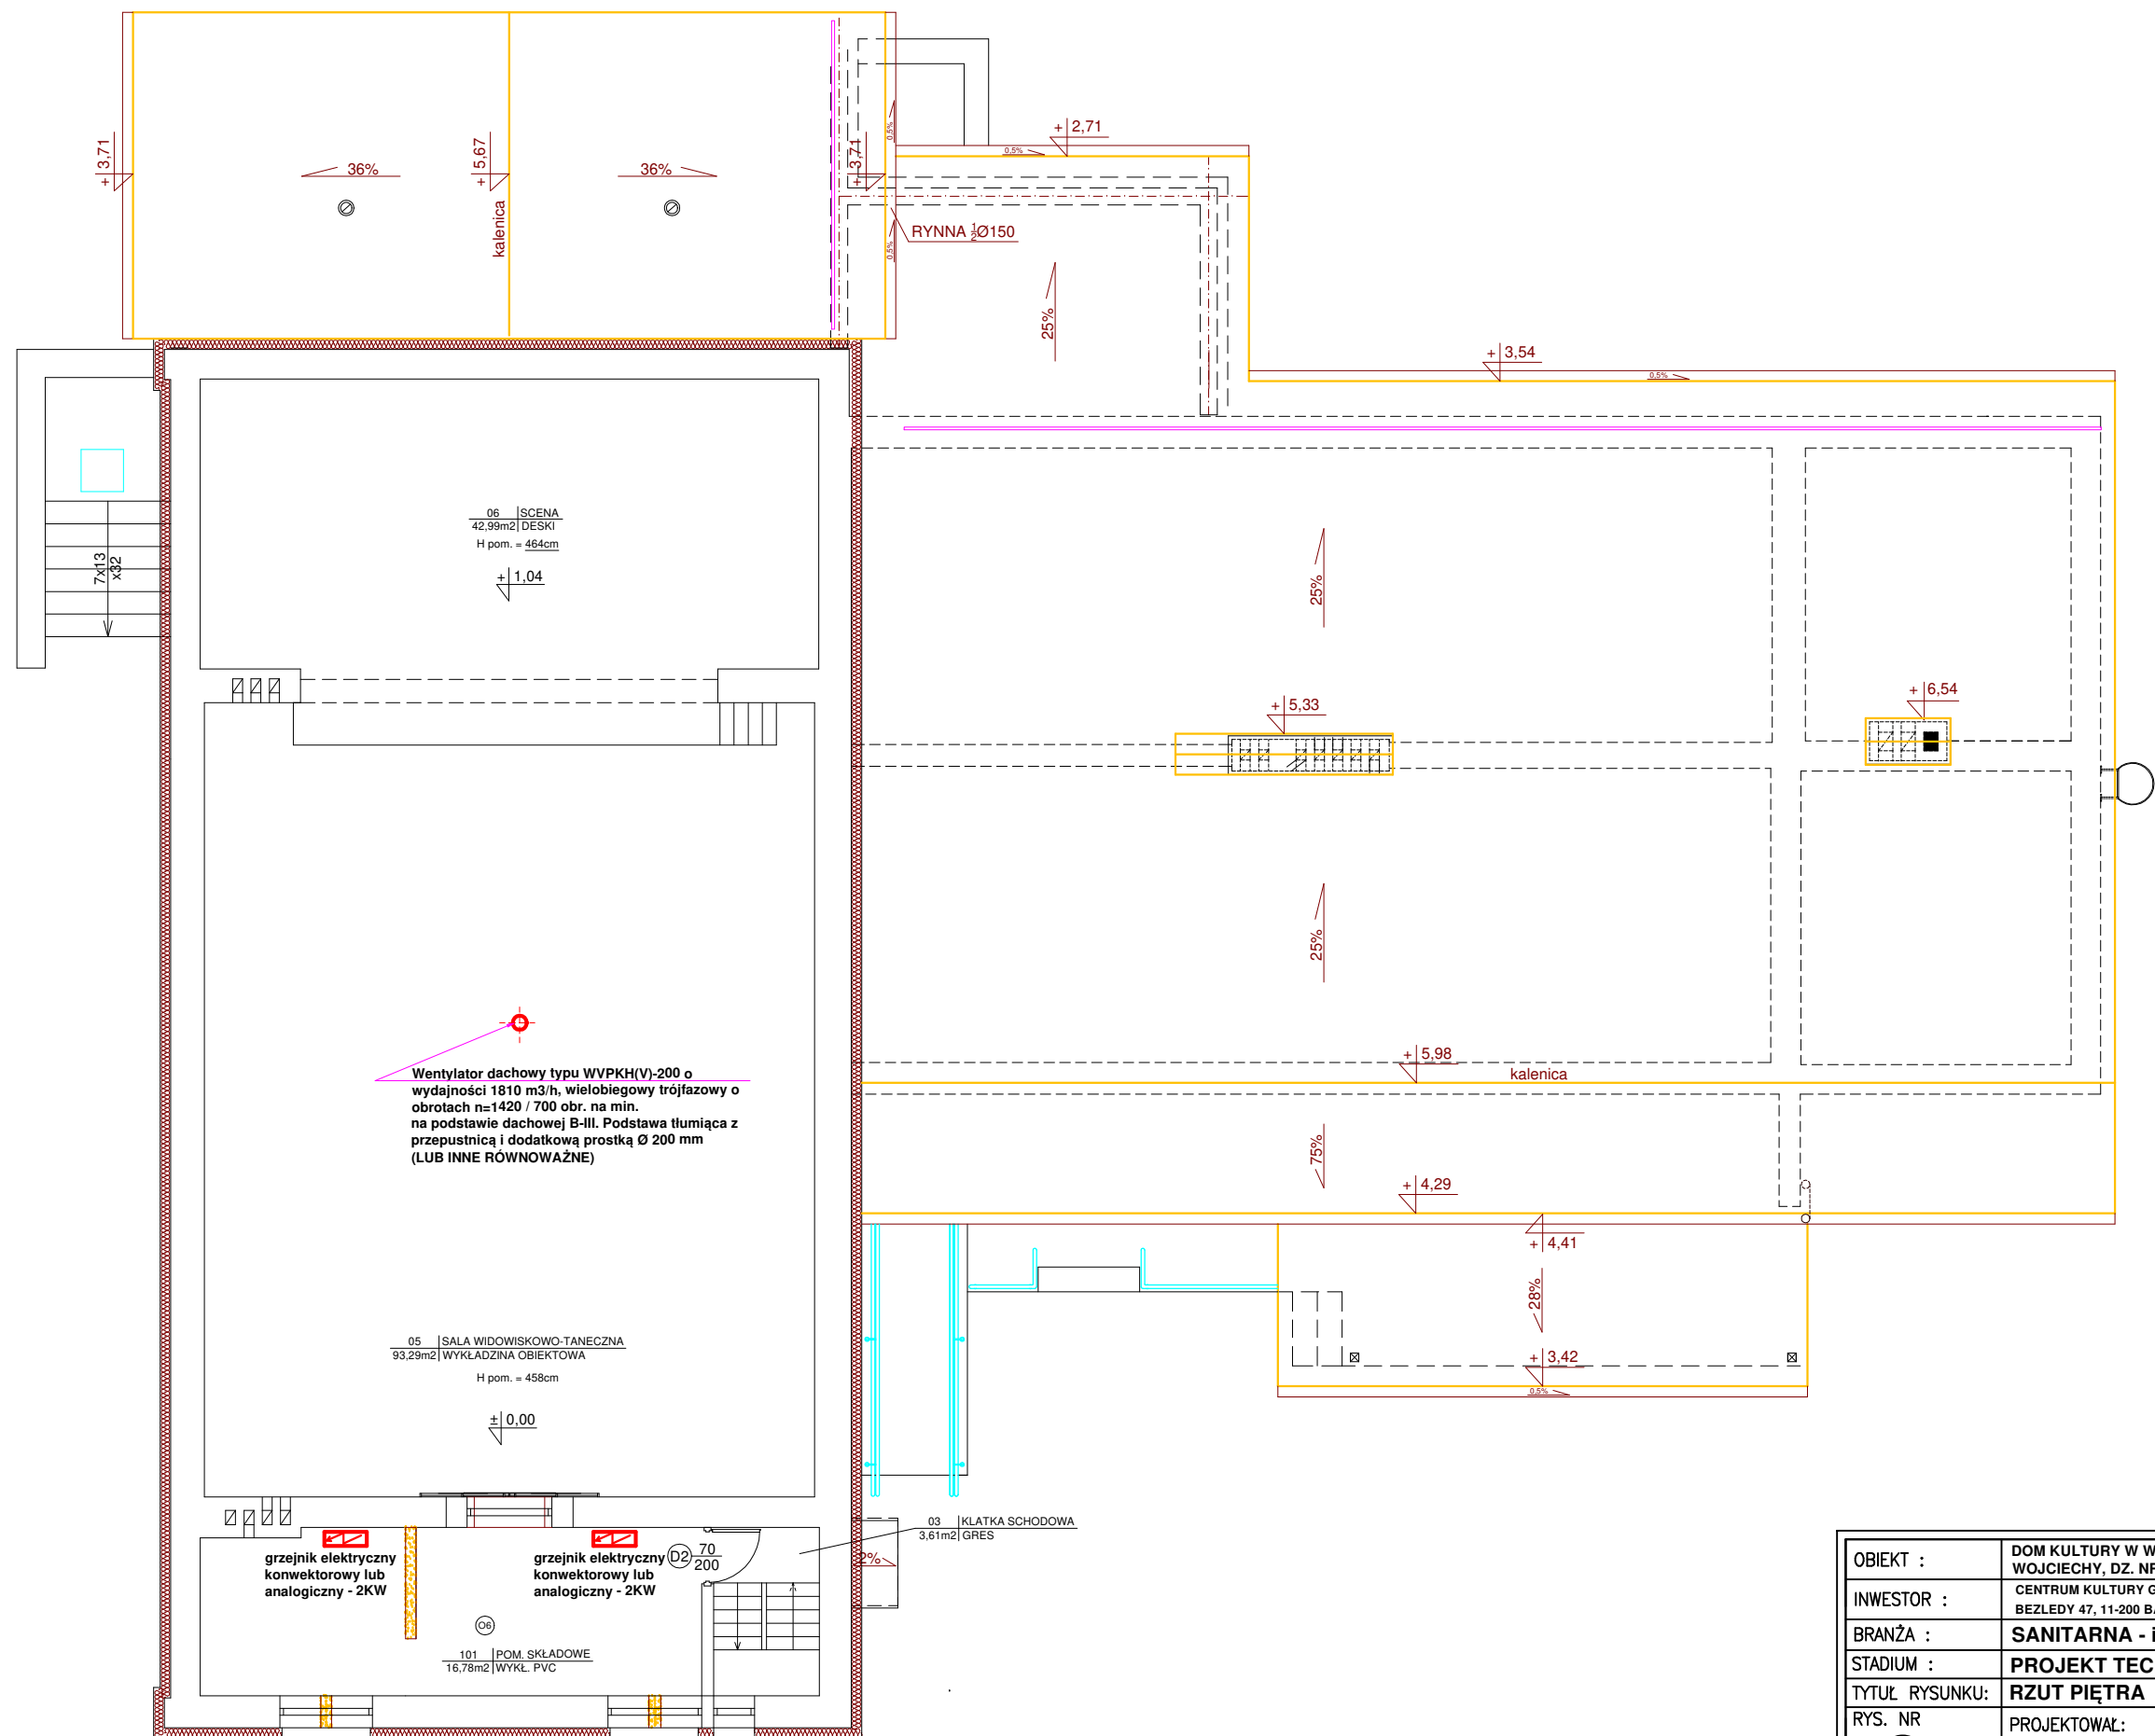 + 3,71
36%
+ 5,67
kalenica
36%
+ 3,71
0,5%
0,5%
RYNNA ½Ø150
+ 2,71
0,5%
25%
+ 3,54
0,5%
7x13
x32
06 SCENA
42,99m2 DESKI
H pom. = 464cm
+ 1,04
25%
+ 5,33
+ 6,54
25%
Wentylator dachowy typu WVPKH(V)-200 o
wydajności 1810 m3/h, wielobiegowy trójfazowy o
obrotach n=1420 / 700 obr. na min.
na podstawie dachowej B-III. Podstawa tłumiąca z
przepustnicą i dodatkową prostką Ø 200 mm
(LUB INNE RÓWNOWAŻNE)
+ 5,98
kalenica
75%
+ 4,29
+ 4,41
28%
+ 3,42
0,5%
05 SALA WIDOWISKOWO-TANECZNA
93,29m2 WYKŁADZINA OBIEKTOWA
H pom. = 458cm
± 0,00
03 KLATKA SCHODOWA
3,61m2 GRES
2%
grzejnik elektryczny
konwektorowy lub
analogiczny - 2KW
grzejnik elektryczny
konwektorowy lub
analogiczny - 2KW
D2 70
200
O6
101 POM. SKŁADOWE
16,78m2 WYKŁ. PVC
OBIEKT : DOM KULTURY W W
WOJCIECHY, DZ. NR
INWESTOR : CENTRUM KULTURY G
BEZLEDY 47, 11-200 BA
BRANŻA : SANITARNA - i
STADIUM : PROJEKT TEC
TYTUŁ RYSUNKU: RZUT PIĘTRA
RYS. NR PROJEKTOWAŁ: